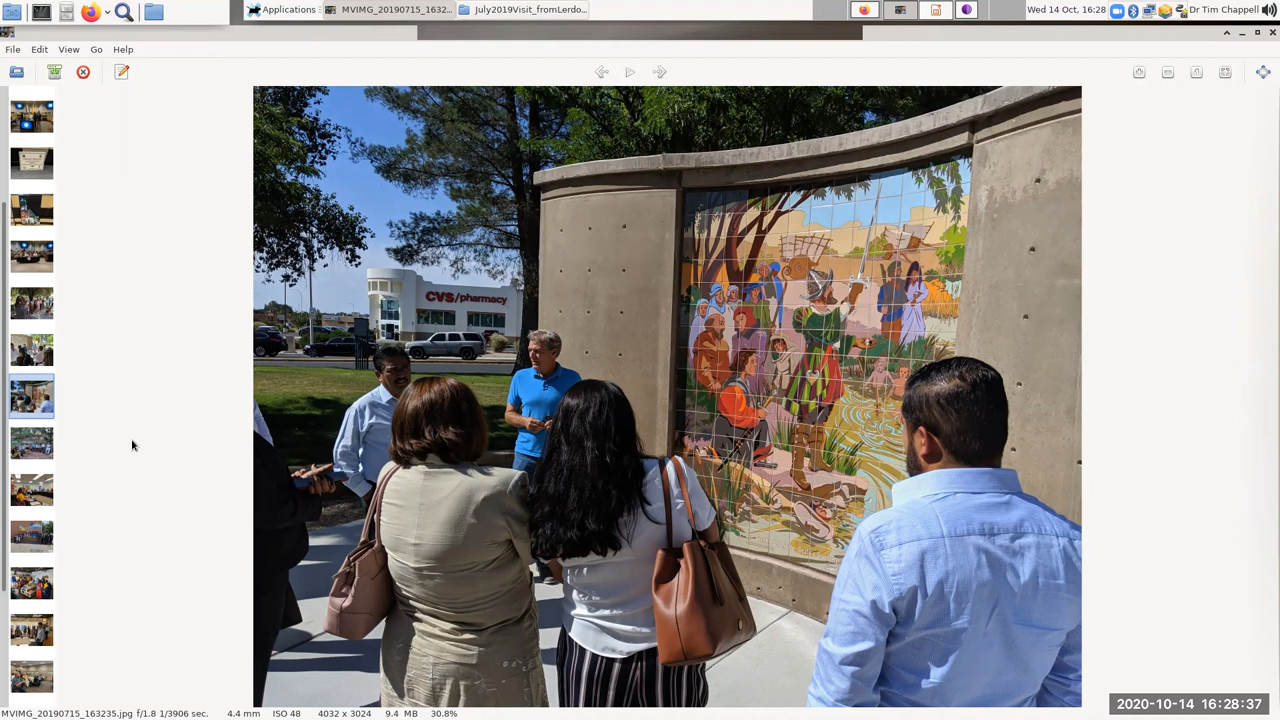 Applications
MVIMG_20190715_163232...
July2019Visit_fromLerdo...
Wed 14 Oct, 16:28
Dr Tim Chappell
File Edit View Go Help
CVS/pharmacy
MVIMG_20190715_163235.jpg f/1.8 1/3906 sec. 4.4 mm ISO 48 4032 x 3024 9.4 MB 30.8%
2020-10-14 16:28:37